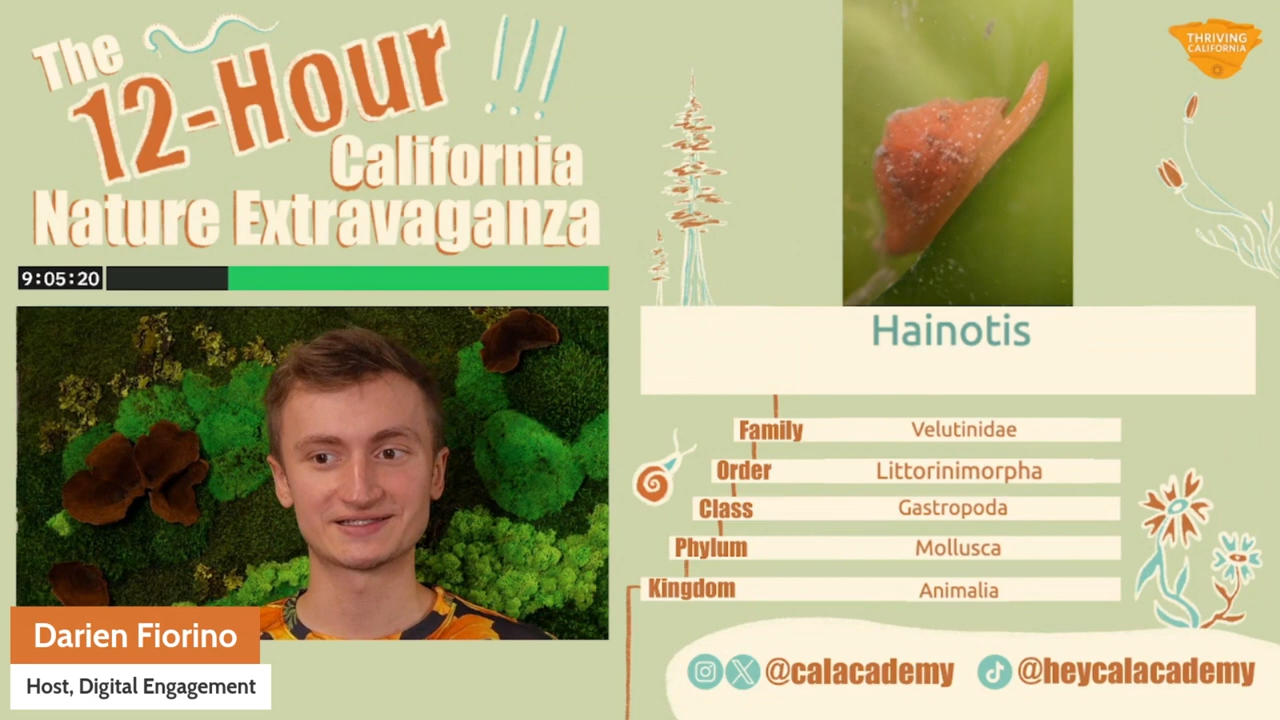 The
12-Hour !!!
California
Nature Extravaganza
9:05:20
Darien Fiorino
Host, Digital Engagement
THRIVING
CALIFORNIA
Hainotis
Family Velutinidae
Order Littorinimorpha
Class Gastropoda
Phylum Mollusca
Kingdom Animalia
@calacademy @heycalacademy